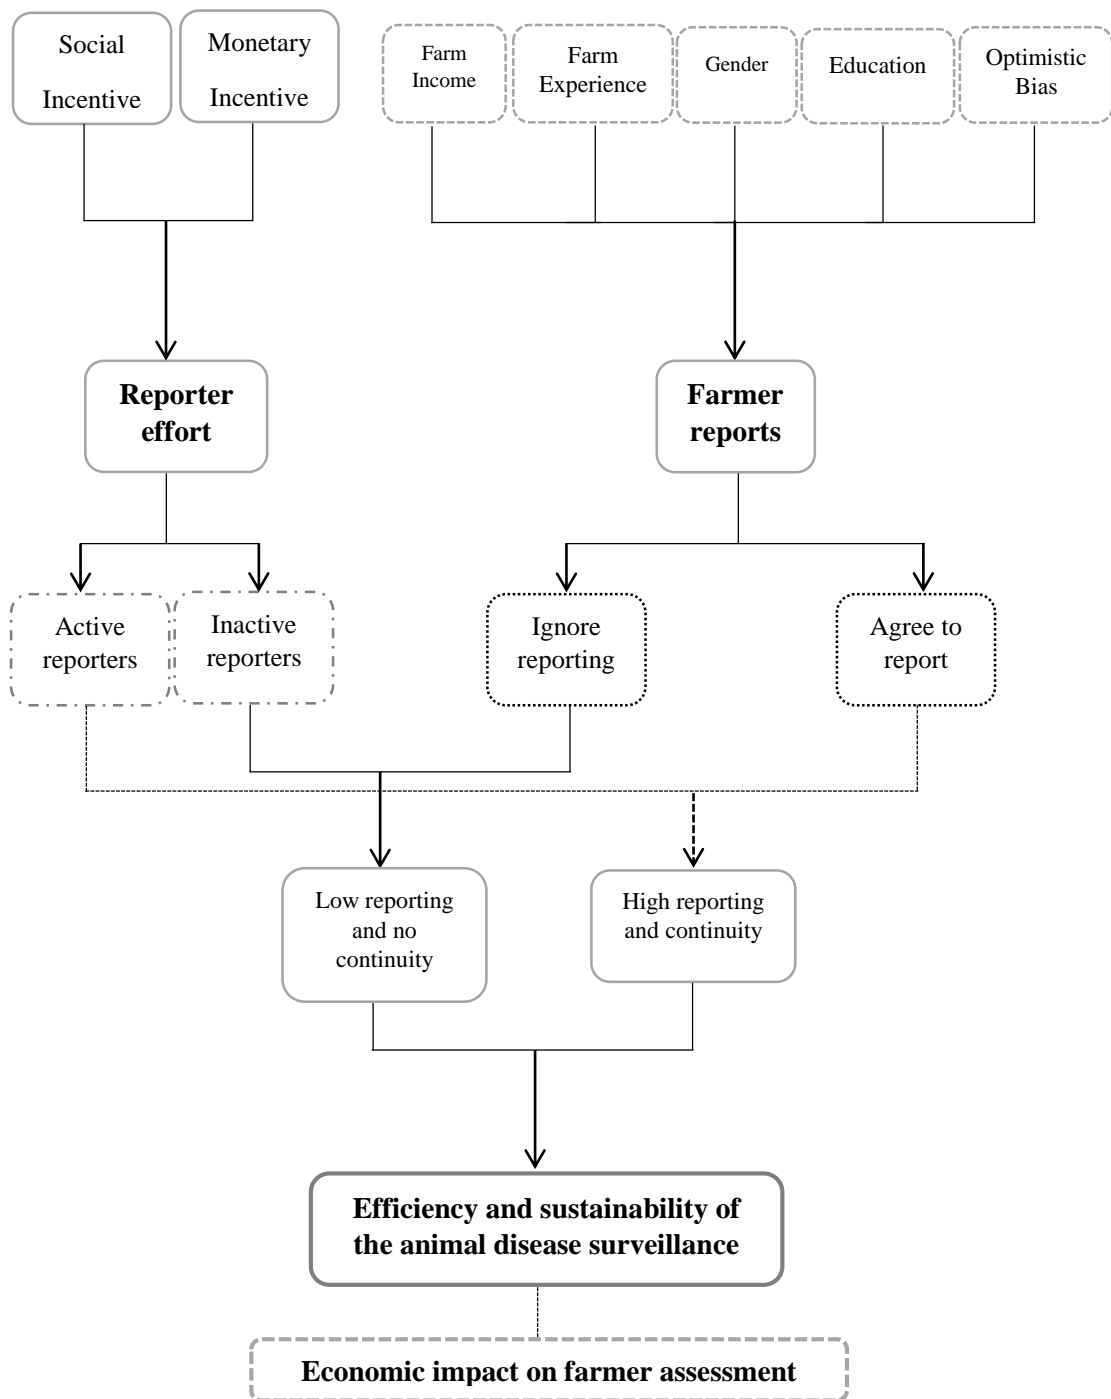 Social
Incentive
Monetary
Incentive
Farm
Income
Farm
Experience
Gender
Education
Optimistic
Bias
Reporter
effort
Farmer
reports
Active
reporters
Inactive
reporters
Ignore
reporting
Agree to
report
Low reporting
and no
continuity
High reporting
and continuity
Efficiency and sustainability of
the animal disease surveillance
Economic impact on farmer assessment